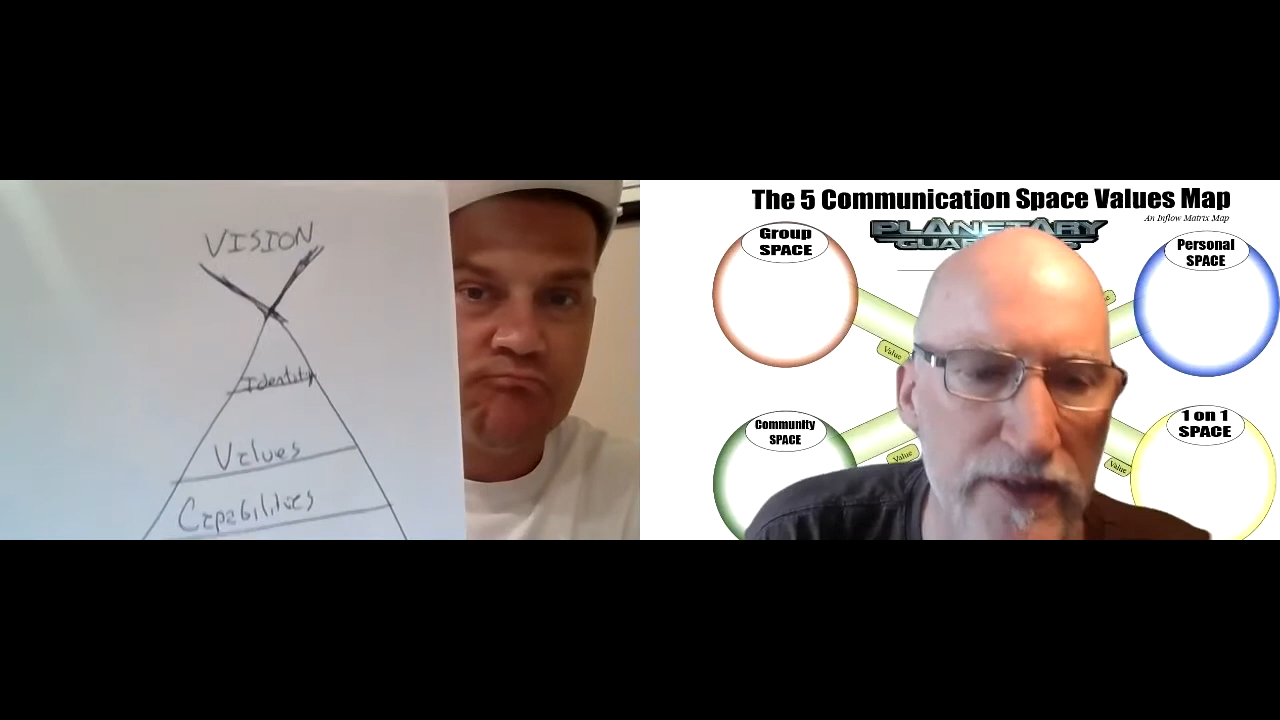 VISION
Identity
Values
Capabilities
The 5 Communication Space Values Map
An Inflow Matrix Map
PLANETARY
Group
SPACE
Personal
SPACE
Value
Community
SPACE
1 on 1
SPACE
Value
Value